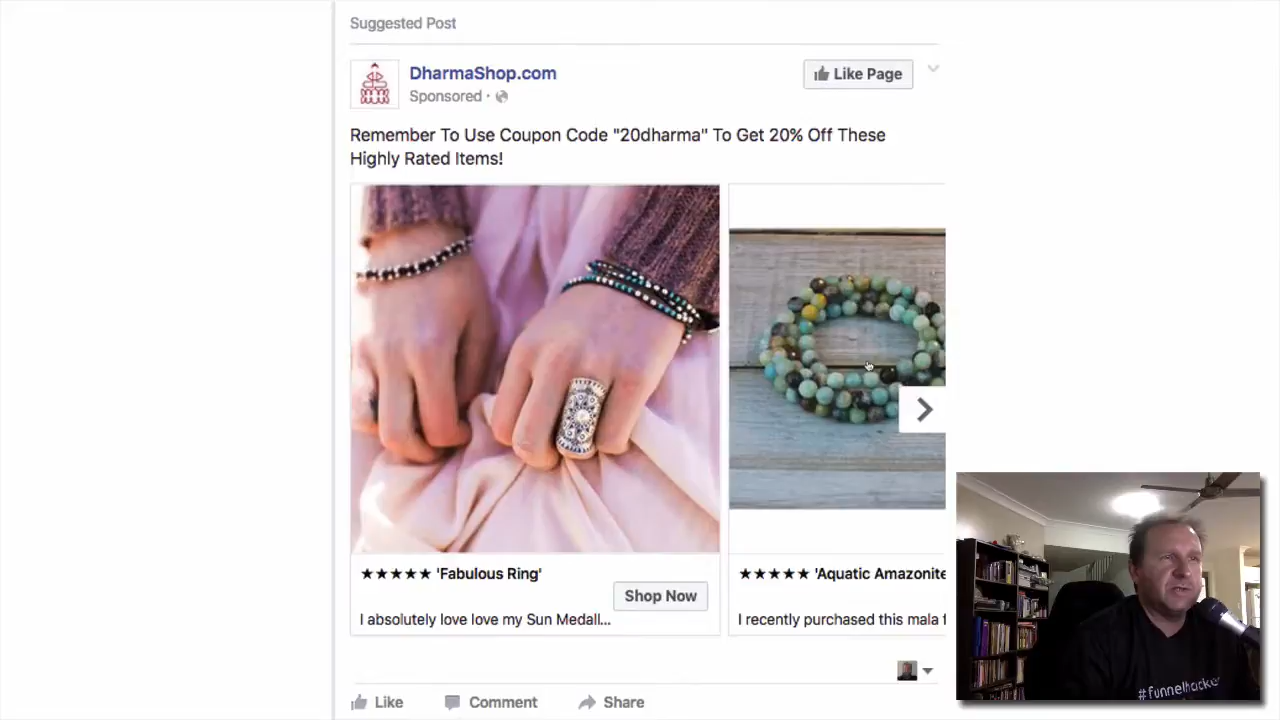 Suggested Post
DharmaShop.com
Sponsored ·
Like Page
Remember To Use Coupon Code "20dharma" To Get 20% Off These
Highly Rated Items!
★★★★★ 'Fabulous Ring'
Shop Now
I absolutely love love my Sun Medall...
★★★★★ 'Aquatic Amazonite
I recently purchased this mala f
Like
Comment
Share
#funnelhacker